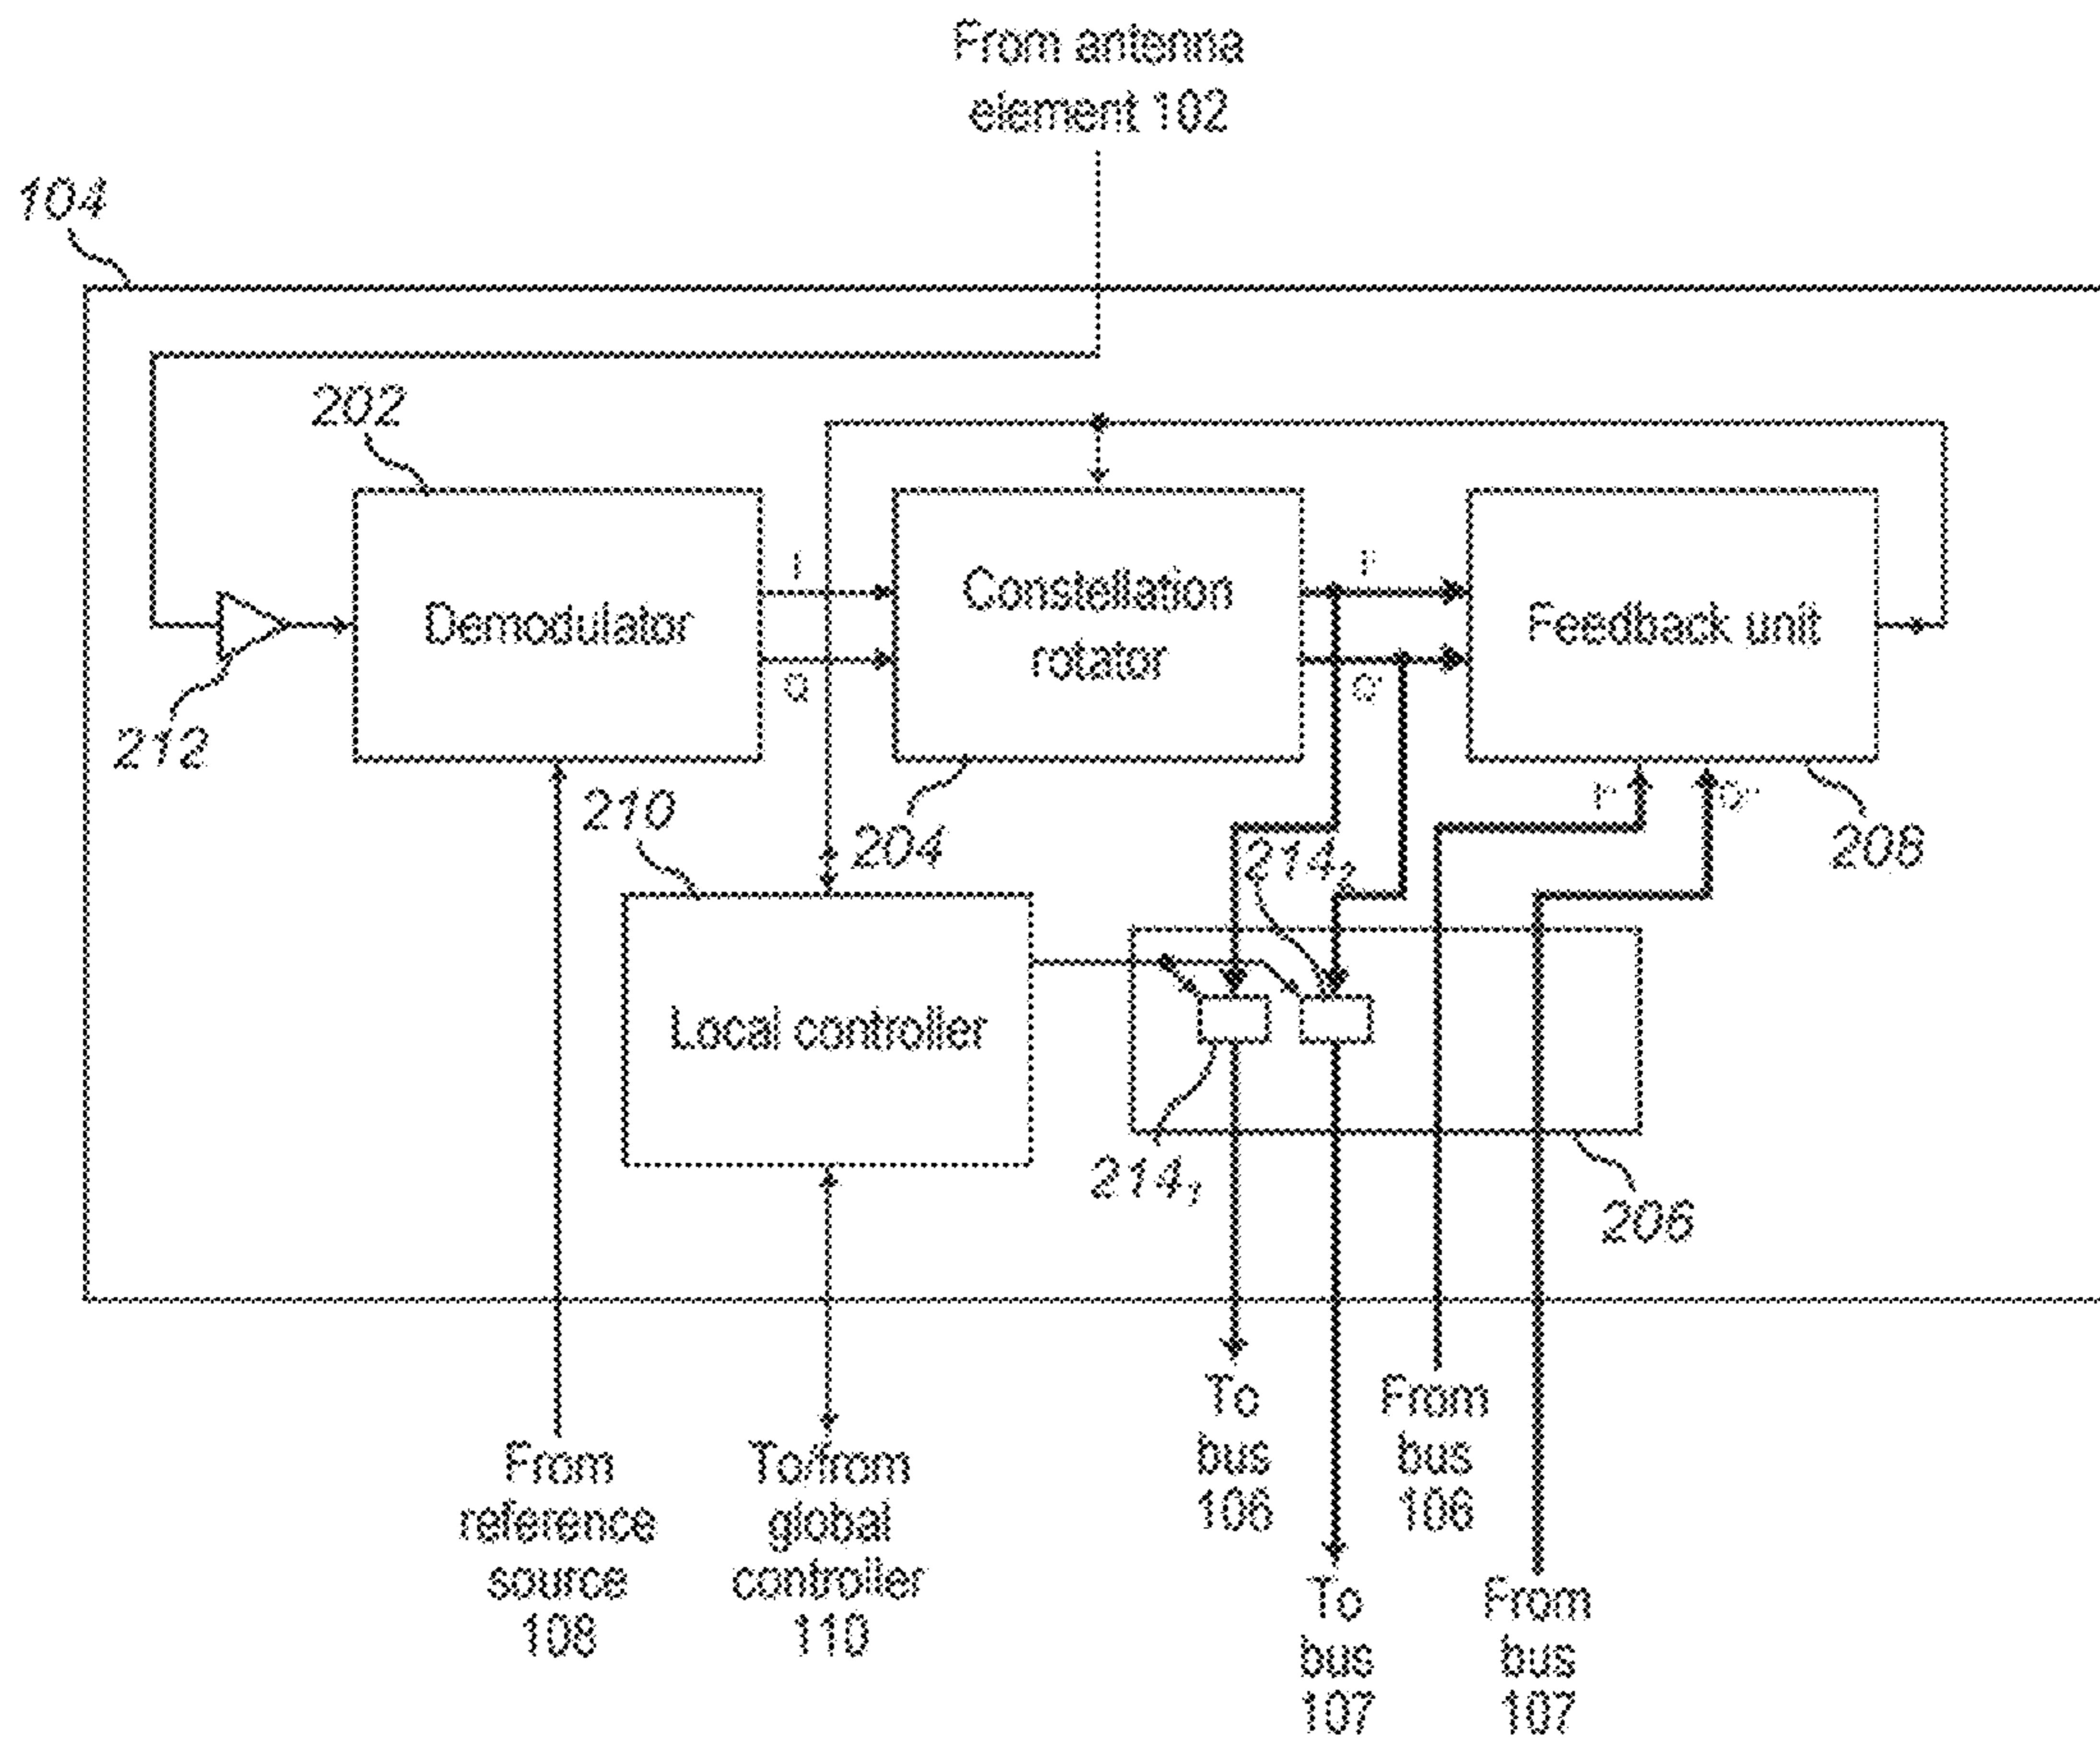 From antenna
element 102
104
202
I
I'
Constellation
rotator
Demodulator
Feedback unit
Q
Q'
212
210
204
I''
Q''
208
214₂
Local controller
214₁
206
To
bus
106
From
bus
106
From
reference
source
108
To/from
global
controller
110
To
bus
107
From
bus
107